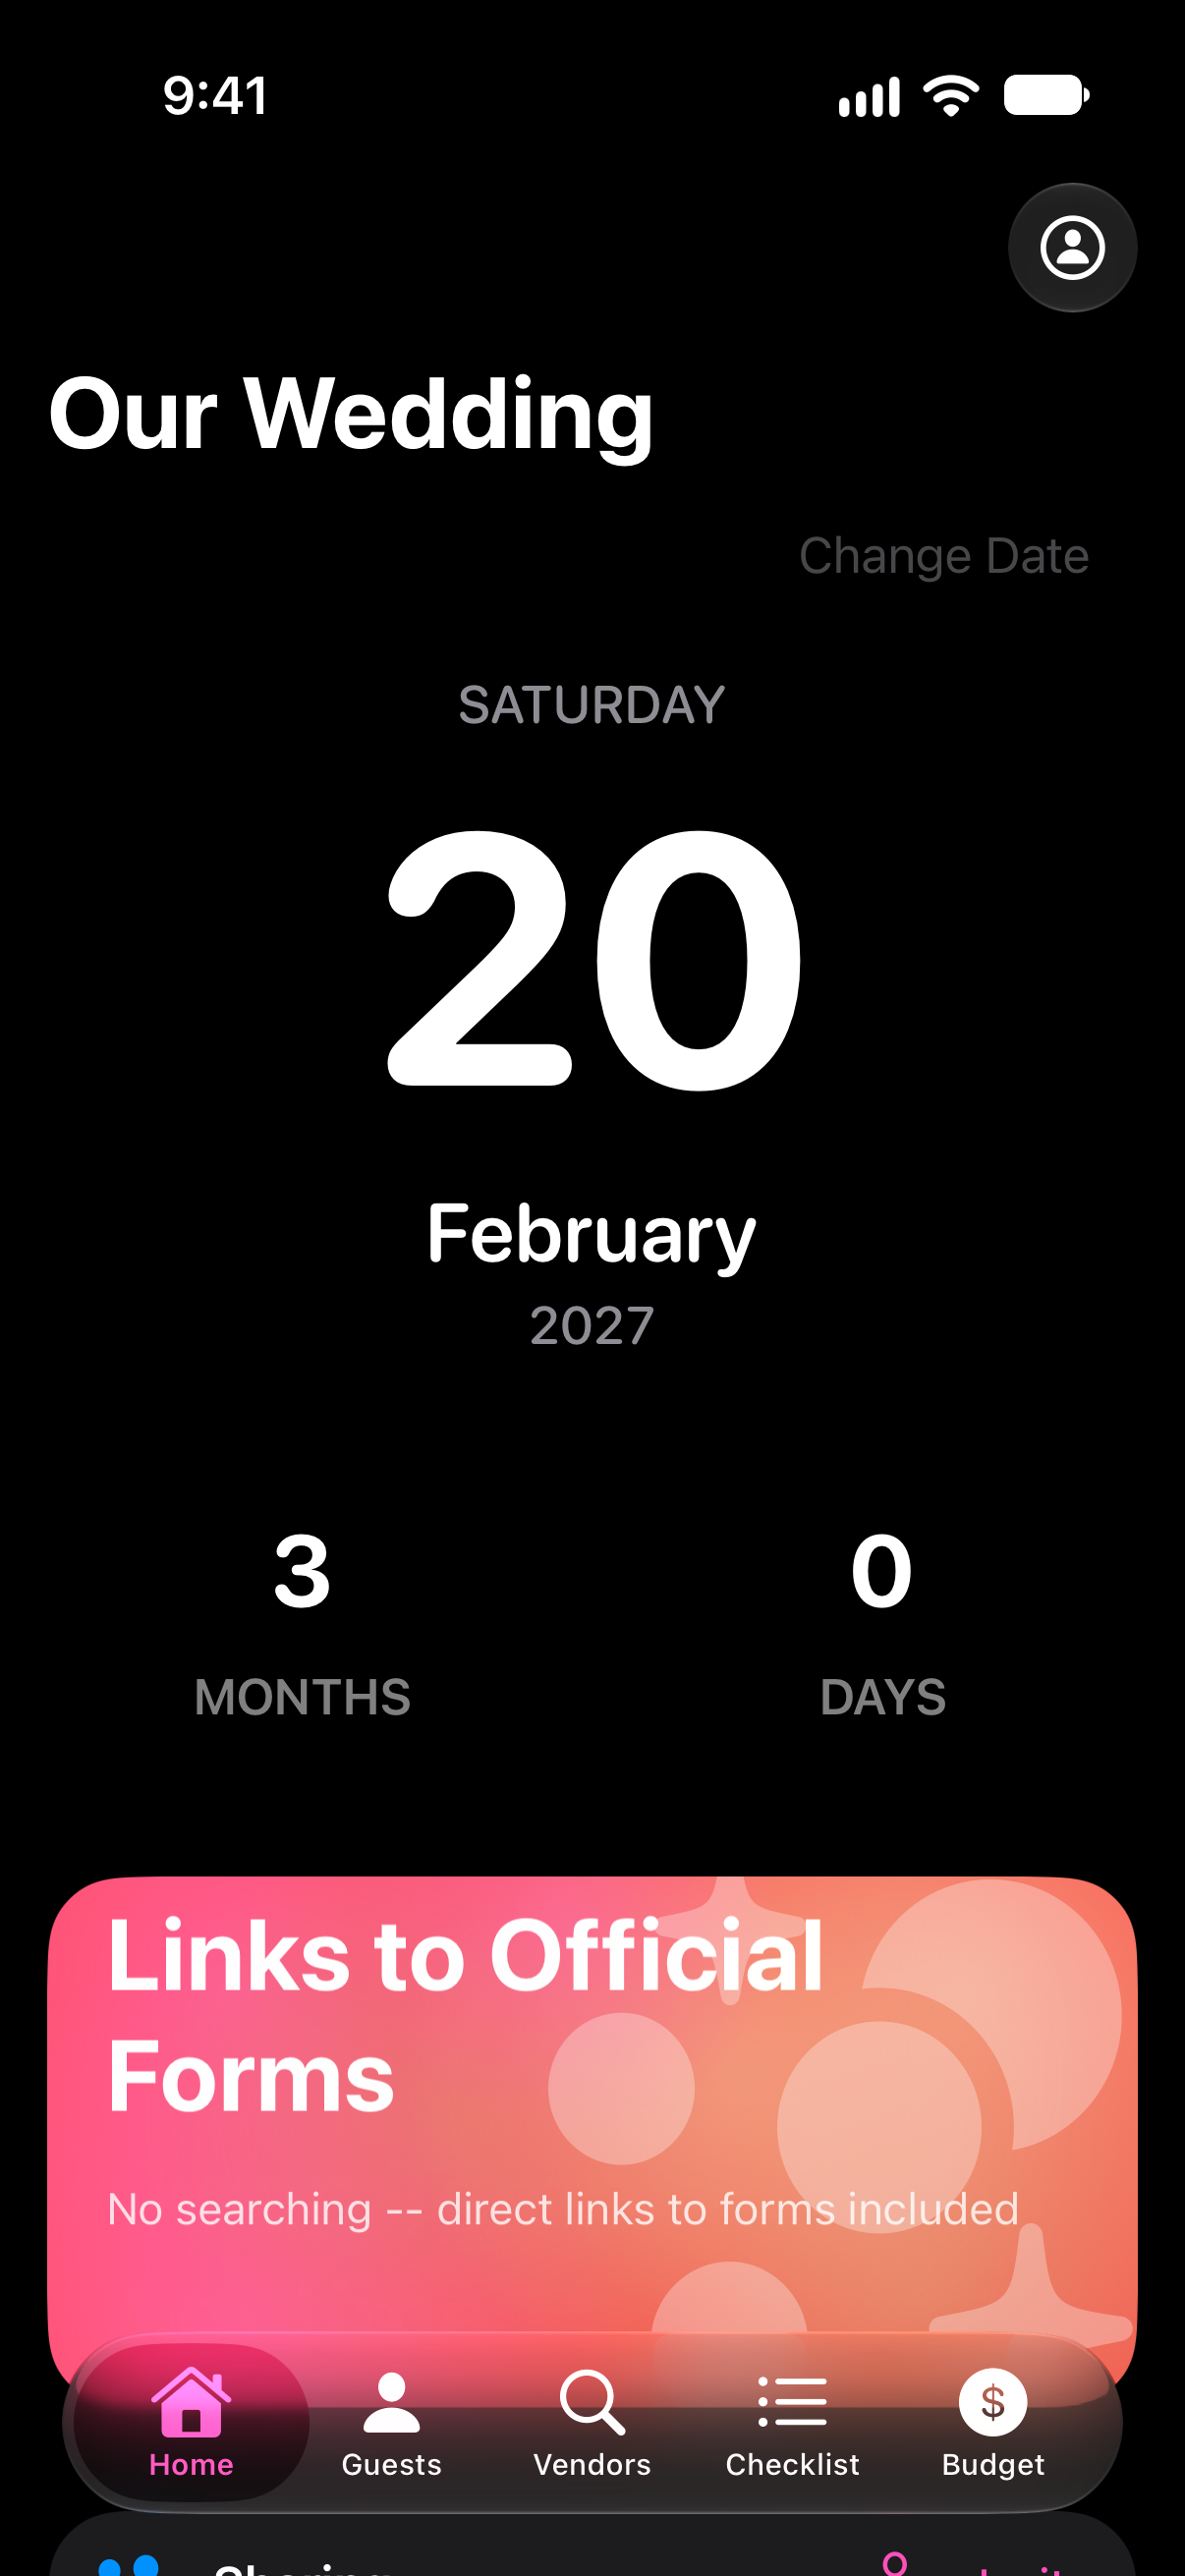 9:41
Our Wedding
Change Date
SATURDAY
20
February
2027
3
MONTHS
0
DAYS
Links to Official
Forms
No searching -- direct links to forms included
Home
Guests
Vendors
Checklist
$
Budget